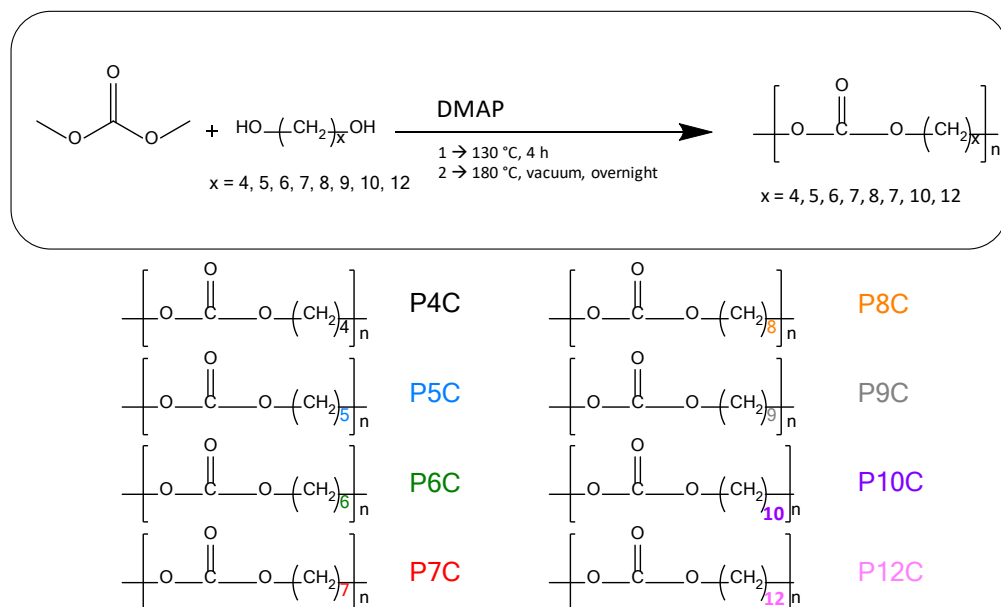 O
O
O
HO
(CH2)x
OH
+
DMAP
1 → 130 °C, 4 h
2 → 180 °C, vacuum, overnight
x = 4, 5, 6, 7, 8, 9, 10, 12
O
O C O (CH2)x n
x = 4, 5, 6, 7, 8, 7, 10, 12
O
O C O (CH2)4 n
P4C
O
O C O (CH2)8 n
P8C
O
O C O (CH2)5 n
P5C
O
O C O (CH2)9 n
P9C
O
O C O (CH2)6 n
P6C
O
O C O (CH2)10 n
P10C
O
O C O (CH2)7 n
P7C
O
O C O (CH2)12 n
P12C